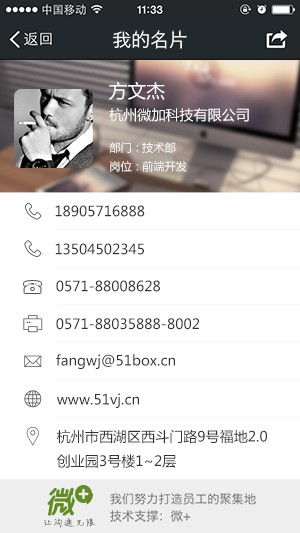 中国移动 11:33
返回 我的名片
方文杰
杭州微加科技有限公司
部门 : 技术部
岗位 : 前端开发
18905716888
13504502345
0571-88008628
0571-88035888-8002
fangwj@51box.cn
www.51vj.cn
杭州市西湖区西斗门路9号福地2.0
创业园3号楼1~2层
微+
让沟通无限
我们努力打造员工的聚集地
技术支撑：微+